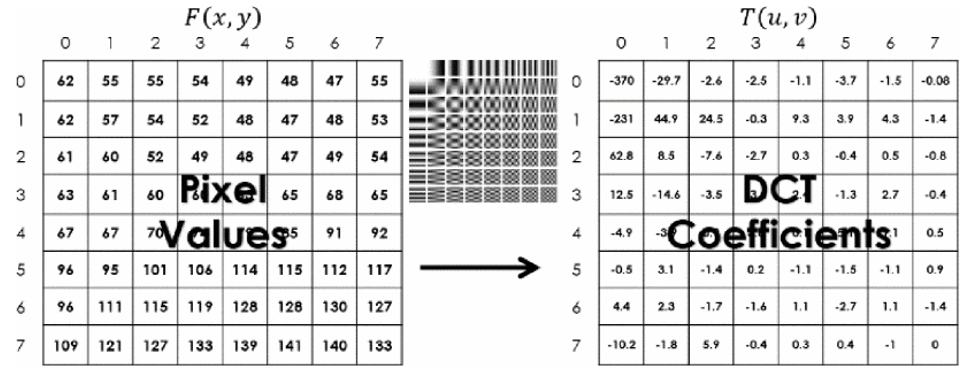 F(x, y) T(u, v)
0 1 2 3 4 5 6 7 0 1 2 3 4 5 6 7
0 62 55 55 54 49 48 47 55 0 -370 -29.7 -2.6 -2.5 -1.1 -3.7 -1.5 -0.08
1 62 57 54 52 48 47 48 53 1 -231 44.9 24.5 -0.3 9.3 3.9 4.3 -1.4
2 61 60 52 49 48 47 49 54 2 62.8 8.5 -7.6 -2.7 0.3 -0.4 0.5 -0.8
3 63 61 60 65 68 65 3 12.5 -14.6 -3.5 -1.3 2.7 -0.4
Pixel DCT
4 67 67 70 91 92 4 -4.9 0.5
Values Coefficients
5 96 95 101 106 114 115 112 117 5 -0.5 3.1 -1.4 0.2 -1.1 -1.5 -1.1 0.9
6 96 111 115 119 128 128 130 127 6 4.4 2.3 -1.7 -1.6 1.1 -2.7 1.1 -1.4
7 109 121 127 133 139 141 140 133 7 -10.2 -1.8 5.9 -0.4 0.3 0.4 -1 0